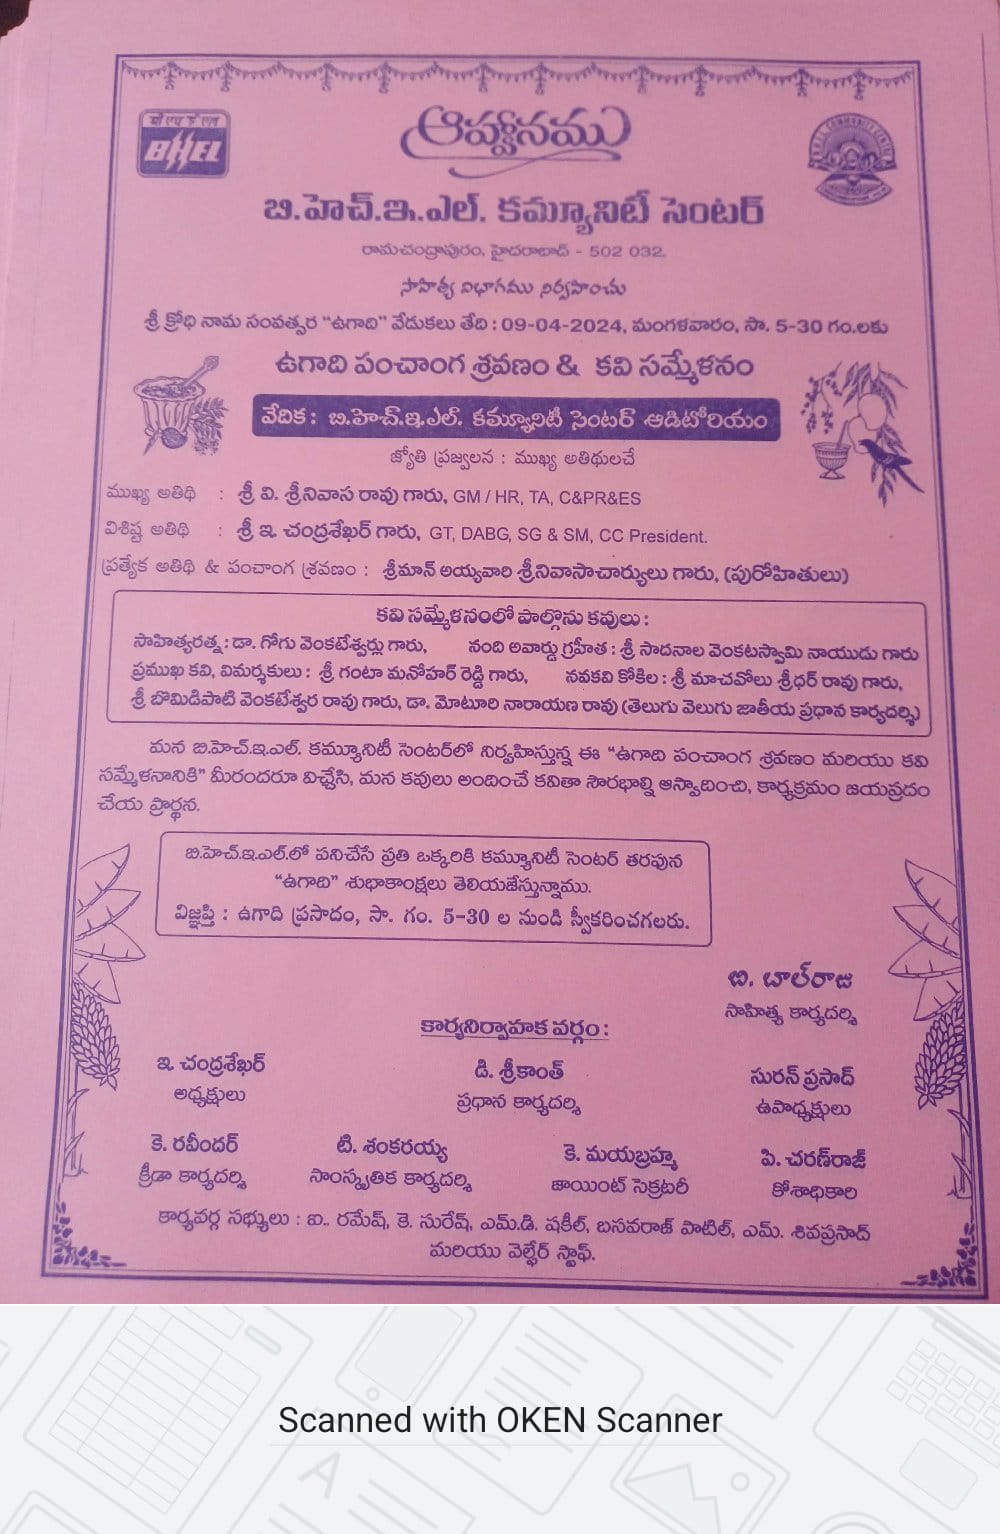 बी एच ई एल
BHEL
ఆహ్వానము
B.H.E.L. COMMUNITY CENTRE
బి.హెచ్.ఇ.ఎల్. కమ్యూనిటీ సెంటర్
రామచంద్రాపురం, హైదరాబాద్ - 502 032.
సాహిత్య విభాగము నిర్వహించు
శ్రీ క్రోధి నామ సంవత్సర “ఉగాది” వేడుకలు తేది : 09-04-2024, మంగళవారం, సా. 5-30 గం.లకు
ఉగాది పంచాంగ శ్రవణం & కవి సమ్మేళనం
వేదిక : బి.హెచ్.ఇ.ఎల్. కమ్యూనిటీ సెంటర్ ఆడిటోరియం
జ్యోతి ప్రజ్వలన : ముఖ్య అతిథులచే
ముఖ్య అతిథి : శ్రీ వి. శ్రీనివాస రావు గారు, GM / HR, TA, C&PR&ES
విశిష్ట అతిథి : శ్రీ ఇ. చంద్రశేఖర్ గారు, GT, DABG, SG & SM, CC President.
ప్రత్యేక అతిథి & పంచాంగ శ్రవణం : శ్రీమాన్ అయ్యవారి శ్రీనివాసాచార్యులు గారు, (పురోహితులు)
కవి సమ్మేళనంలో పాల్గొను కవులు :
సాహిత్యరత్న : డా. గోగు వెంకటేశ్వర్లు గారు, నంది అవార్డు గ్రహీత : శ్రీ సాదనాల వెంకటస్వామి నాయుడు గారు
ప్రముఖ కవి, విమర్శకులు : శ్రీ గంటా మనోహర్ రెడ్డి గారు, నవకవి కోకిల : శ్రీ మాచవోలు శ్రీధర్ రావు గారు,
శ్రీ బొమిడిపాటి వెంకటేశ్వర రావు గారు, డా. మోటూరి నారాయణ రావు (తెలుగు వెలుగు జాతీయ ప్రధాన కార్యదర్శి)
మన బి.హెచ్.ఇ.ఎల్. కమ్యూనిటీ సెంటర్‌లో నిర్వహిస్తున్న ఈ “ఉగాది పంచాంగ శ్రవణం మరియు కవి
సమ్మేళనానికి” మీరందరూ విచ్చేసి, మన కవులు అందించే కవితా సౌరభాల్ని ఆస్వాదించి, కార్యక్రమం జయప్రదం
చేయ ప్రార్థన.
బి.హెచ్.ఇ.ఎల్.లో పనిచేసే ప్రతి ఒక్కరికి కమ్యూనిటీ సెంటర్ తరపున
“ఉగాది” శుభాకాంక్షలు తెలియజేస్తున్నాము.
విజ్ఞప్తి : ఉగాది ప్రసాదం, సా. గం. 5-30 ల నుండి స్వీకరించగలరు.
బి. బాల్‌రాజు
సాహిత్య కార్యదర్శి
కార్యనిర్వాహక వర్గం :
ఇ. చంద్రశేఖర్ డి. శ్రీకాంత్ సురన్ ప్రసాద్
అధ్యక్షులు ప్రధాన కార్యదర్శి ఉపాధ్యక్షులు
కె. రవీందర్ టి. శంకరయ్య కె. మయబ్రహ్మ పి. చరణ్‌రాజ్
క్రీడా కార్యదర్శి సాంస్కృతిక కార్యదర్శి జాయింట్ సెక్రటరీ కోశాధికారి
కార్యవర్గ సభ్యులు : ఐ.. రమేష్, కె. సురేష్, ఎమ్.డి. షకీల్, బసవరాజ్ పాటిల్, ఎమ్. శివప్రసాద్
మరియు వెల్ఫేర్ స్టాఫ్.
Scanned with OKEN Scanner